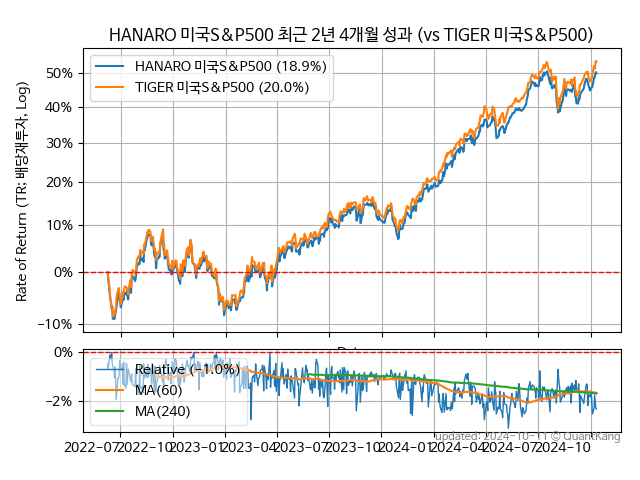 HANARO 미국S&P500 최근 2년 4개월 성과 (vs TIGER 미국S&P500)
HANARO 미국S&P500 (18.9%)
TIGER 미국S&P500 (20.0%)
Rate of Return (TR: 배당재투자, Log)
50%
40%
30%
20%
10%
0%
−10%
0%
−2%
Relative (−1.0%)
MA(60)
MA(240)
updated: 2024-10-11 © QuantKang
2022-07 2022-10 2023-01 2023-04 2023-07 2023-10 2024-01 2024-04 2024-07 2024-10